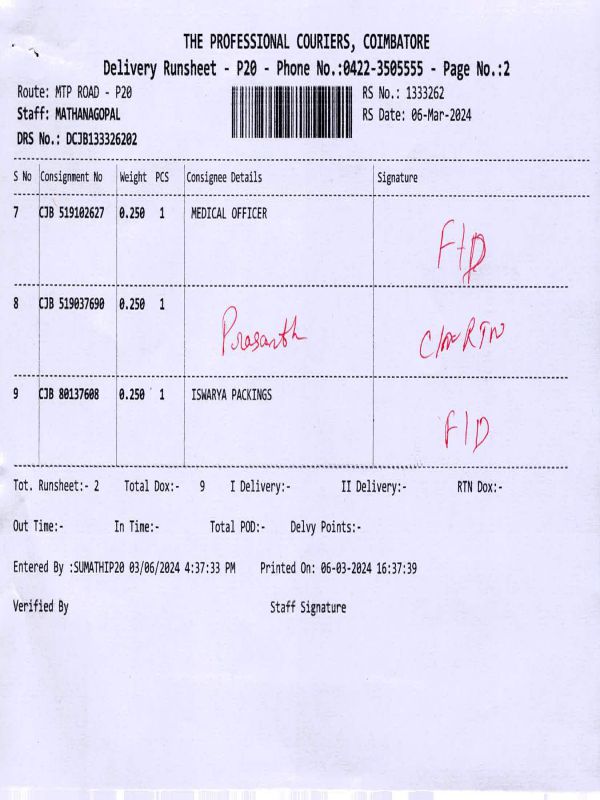 THE PROFESSIONAL COURIERS, COIMBATORE
Delivery Runsheet - P20 - Phone No.:0422-3505555 - Page No.:2
Route: MTP ROAD - P20 RS No.: 1333262
Staff: MATHANAGOPAL RS Date: 06-Mar-2024
DRS No.: DCJB133326202
S No Consignment No Weight PCS Consignee Details Signature
7 CJB 519102627 0.250 1 MEDICAL OFFICER
F/D
8 CJB 519037690 0.250 1
Prasanth RTN
9 CJB 80137608 0.250 1 ISWARYA PACKINGS
F/D
Tot. Runsheet:- 2 Total Dox:- 9 I Delivery:- II Delivery:- RTN Dox:-
Out Time:- In Time:- Total POD:- Delvy Points:-
Entered By :SUMATHIP20 03/06/2024 4:37:33 PM Printed On: 06-03-2024 16:37:39
Verified By Staff Signature